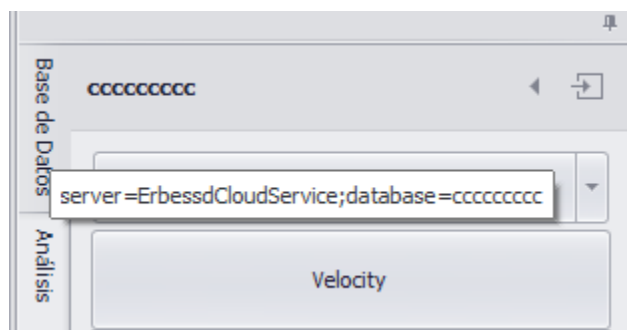 Base de Datos
ccccccccc
server=ErbessdCloudService;database=ccccccccc
Análisis
Velocity